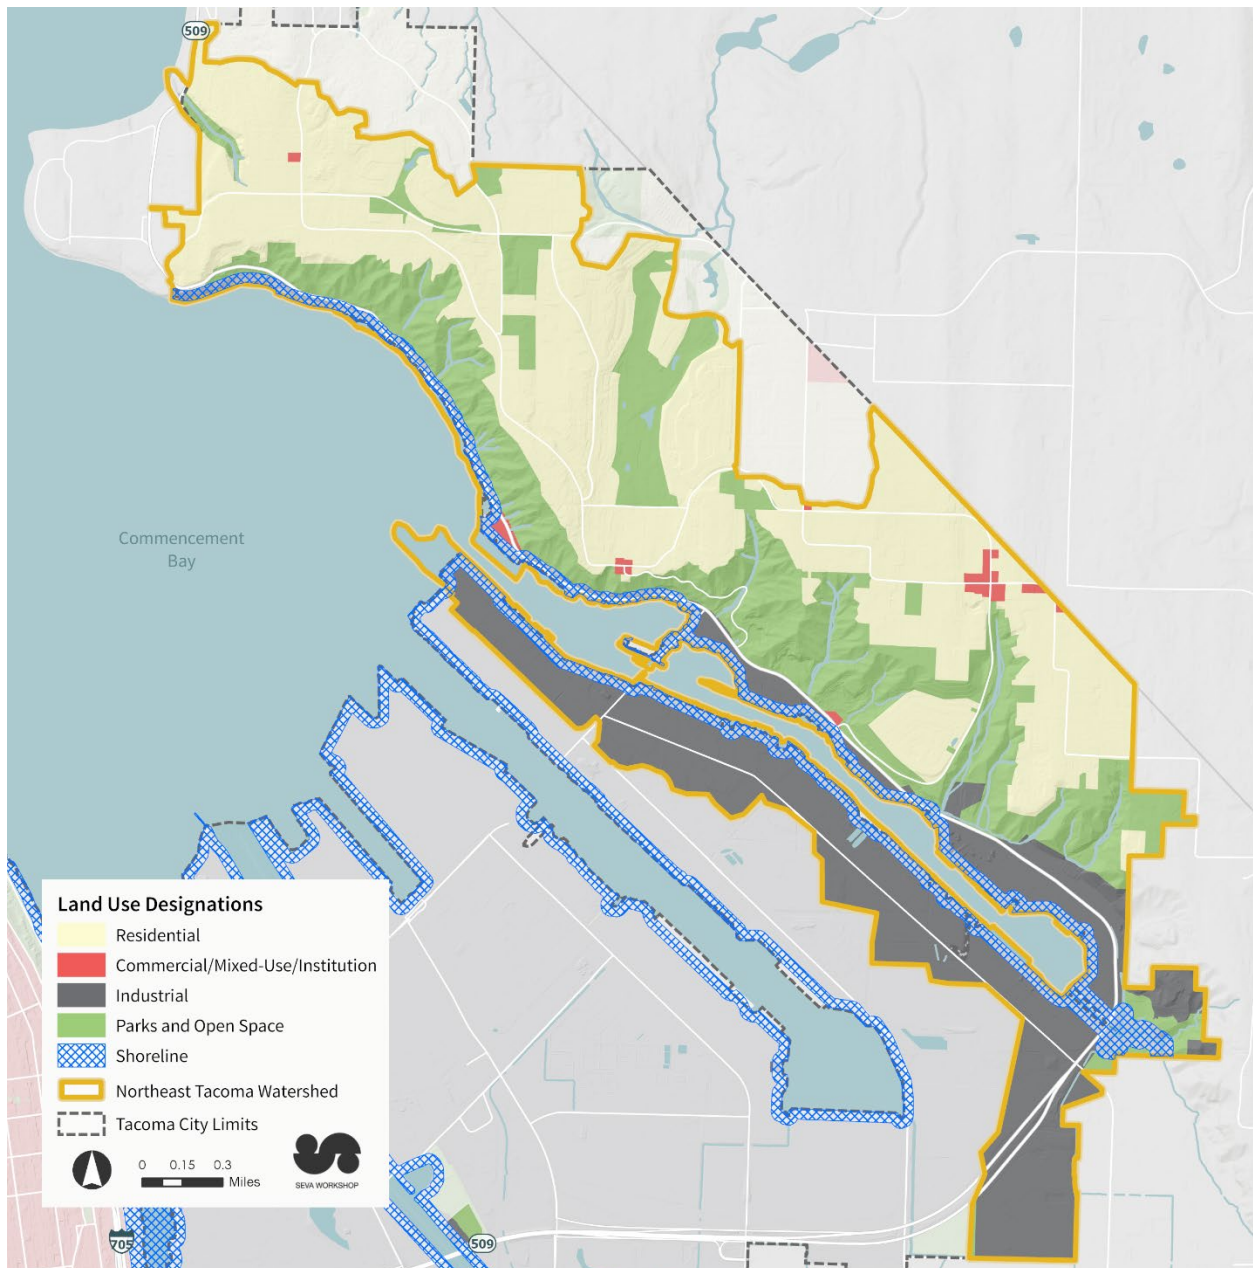 509
Commencement
Bay
Land Use Designations
Residential
Commercial/Mixed-Use/Institution
Industrial
Parks and Open Space
Shoreline
Northeast Tacoma Watershed
Tacoma City Limits
0 0.15 0.3
Miles
SEVA WORKSHOP
705
509